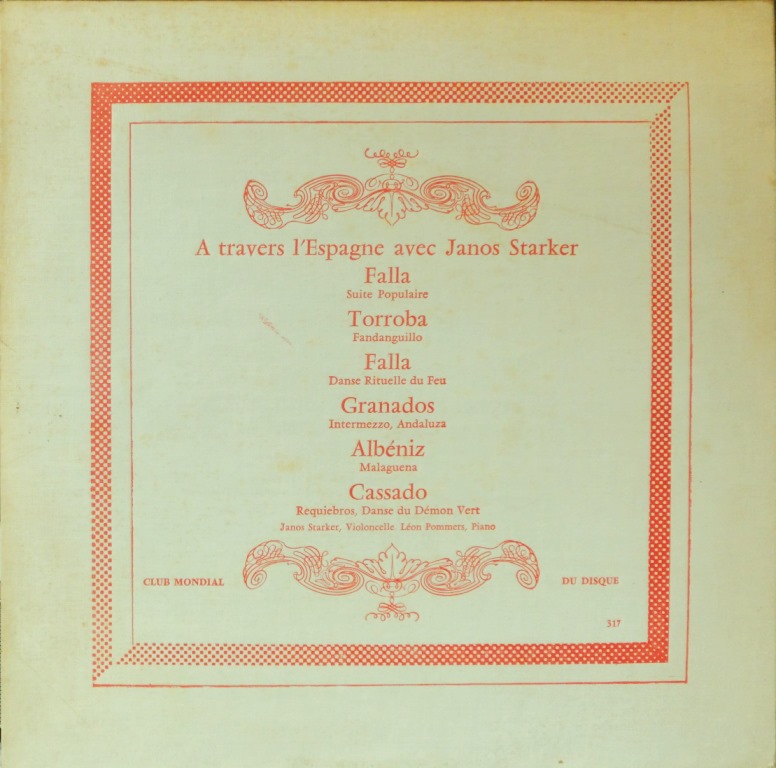 A travers l'Espagne avec Janos Starker
Falla
Suite Populaire
Torroba
Fandanguillo
Falla
Danse Rituelle du Feu
Granados
Intermezzo, Andaluza
Albéniz
Malaguena
Cassado
Requiebros, Danse du Démon Vert
Janos Starker, Violoncelle. Léon Pommers, Piano
CLUB MONDIAL DU DISQUE
317